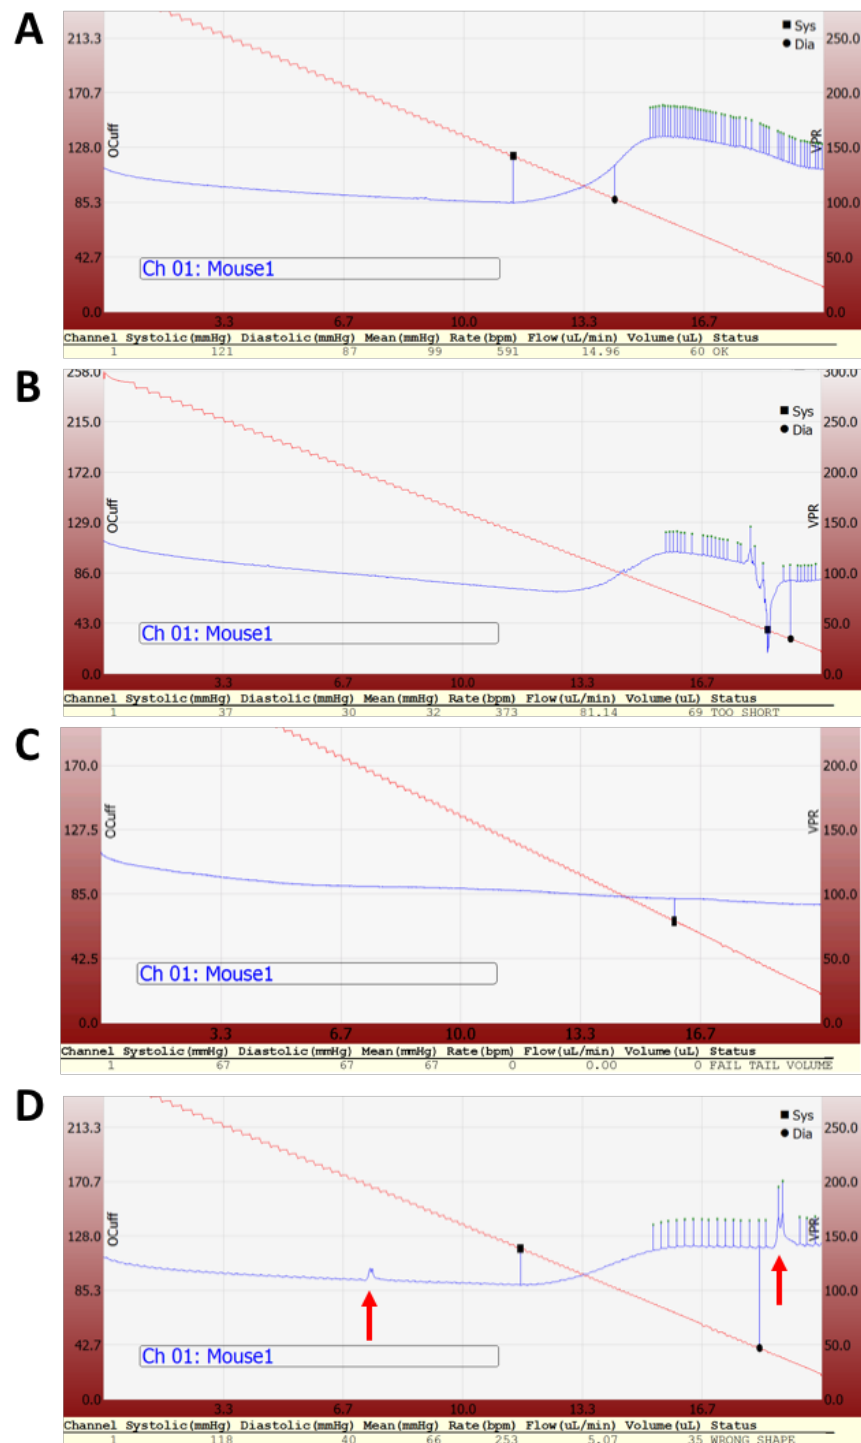 A
213.3
250.0
■ Sys
● Dia
170.7
200.0
OCuff
128.0
VPR
150.0
85.3
100.0
42.7
50.0
Ch 01: Mouse1
0.0
0.0
3.3 6.7 10.0 13.3 16.7
Channel Systolic(mmHg) Diastolic(mmHg) Mean(mmHg) Rate(bpm) Flow(uL/min) Volume(uL) Status
1 121 87 99 591 14.96 60 OK
B
258.0
300.0
■ Sys
● Dia
215.0
250.0
172.0
200.0
OCuff
129.0
VPR
150.0
86.0
100.0
43.0
50.0
Ch 01: Mouse1
0.0
0.0
3.3 6.7 10.0 13.3 16.7
Channel Systolic(mmHg) Diastolic(mmHg) Mean(mmHg) Rate(bpm) Flow(uL/min) Volume(uL) Status
1 37 30 32 373 81.14 69 TOO SHORT
C
170.0
200.0
OCuff
127.5
VPR
150.0
85.0
100.0
42.5
50.0
Ch 01: Mouse1
0.0
0.0
3.3 6.7 10.0 13.3 16.7
Channel Systolic(mmHg) Diastolic(mmHg) Mean(mmHg) Rate(bpm) Flow(uL/min) Volume(uL) Status
1 67 67 67 0 0.00 0 FAIL TAIL VOLUME
D
213.3
250.0
■ Sys
● Dia
170.7
200.0
OCuff
128.0
VPR
150.0
85.3
100.0
42.7
50.0
Ch 01: Mouse1
0.0
0.0
3.3 6.7 10.0 13.3 16.7
Channel Systolic(mmHg) Diastolic(mmHg) Mean(mmHg) Rate(bpm) Flow(uL/min) Volume(uL) Status
1 118 40 66 253 5.07 35 WRONG SHAPE